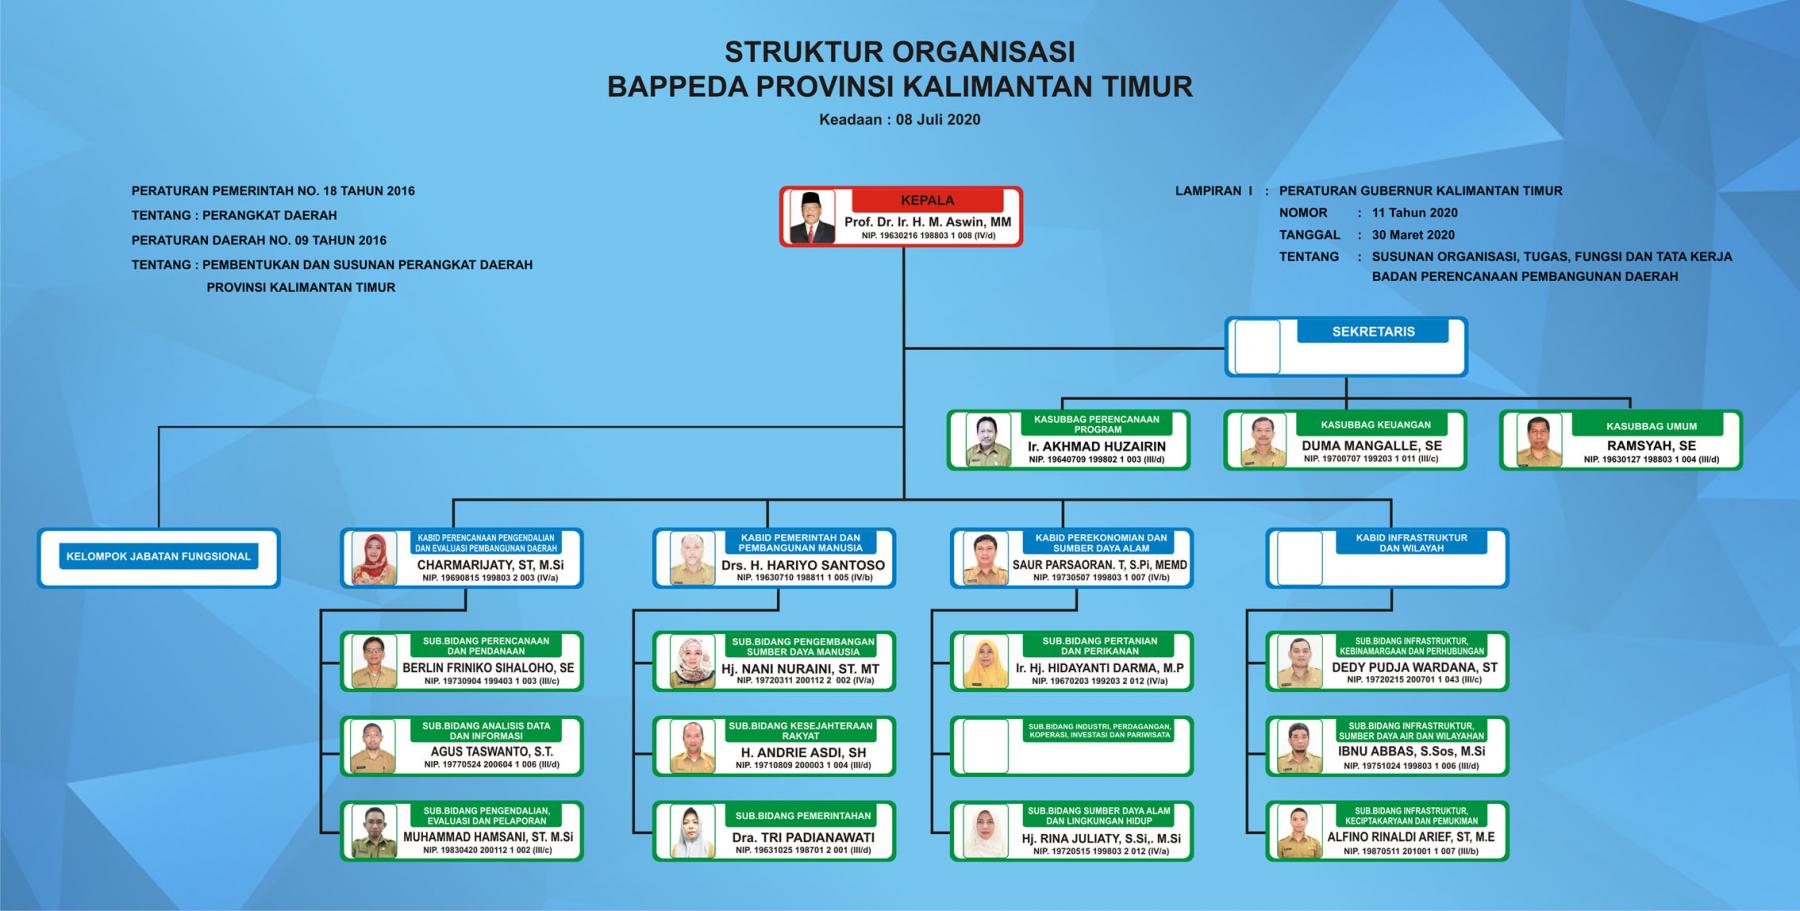 STRUKTUR ORGANISASI
BAPPEDA PROVINSI KALIMANTAN TIMUR
Keadaan : 08 Juli 2020
PERATURAN PEMERINTAH NO. 18 TAHUN 2016
TENTANG : PERANGKAT DAERAH
PERATURAN DAERAH NO. 09 TAHUN 2016
TENTANG : PEMBENTUKAN DAN SUSUNAN PERANGKAT DAERAH
PROVINSI KALIMANTAN TIMUR
KEPALA
Prof. Dr. Ir. H. M. Aswin, MM
NIP. 19630216 198803 1 008 (IV/d)
LAMPIRAN I : PERATURAN GUBERNUR KALIMANTAN TIMUR
NOMOR : 11 Tahun 2020
TANGGAL : 30 Maret 2020
TENTANG : SUSUNAN ORGANISASI, TUGAS, FUNGSI DAN TATA KERJA
BADAN PERENCANAAN PEMBANGUNAN DAERAH
SEKRETARIS
KASUBBAG PERENCANAAN
PROGRAM
Ir. AKHMAD HUZAIRIN
NIP. 19640709 199802 1 003 (III/d)
KASUBBAG KEUANGAN
DUMA MANGALLE, SE
NIP. 19700707 199203 1 011 (III/c)
KASUBBAG UMUM
RAMSYAH, SE
NIP. 19630127 198803 1 004 (III/d)
KELOMPOK JABATAN FUNGSIONAL
KABID PERENCANAAN PENGENDALIAN
DAN EVALUASI PEMBANGUNAN DAERAH
CHARMARIJATY, ST, M.Si
NIP. 19690815 199803 2 003 (IV/a)
KABID PEMERINTAH DAN
PEMBANGUNAN MANUSIA
Drs. H. HARIYO SANTOSO
NIP. 19630710 198811 1 005 (IV/b)
KABID PEREKONOMIAN DAN
SUMBER DAYA ALAM
SAUR PARSAORAN. T, S.Pi, MEMD
NIP. 19730507 199803 1 007 (IV/b)
KABID INFRASTRUKTUR
DAN WILAYAH
SUB.BIDANG PERENCANAAN
DAN PENDANAAN
BERLIN FRINIKO SIHALOHO, SE
NIP. 19730904 199403 1 003 (III/c)
SUB.BIDANG PENGEMBANGAN
SUMBER DAYA MANUSIA
Hj. NANI NURAINI, ST. MT
NIP. 19720311 200112 2 002 (IV/a)
SUB.BIDANG PERTANIAN
DAN PERIKANAN
Ir. Hj. HIDAYANTI DARMA, M.P
NIP. 19670203 199203 2 012 (IV/a)
SUB.BIDANG INFRASTRUKTUR,
KEBINAMARGAAN DAN PERHUBUNGAN
DEDY PUDJA WARDANA, ST
NIP. 19720215 200701 1 043 (III/c)
SUB.BIDANG ANALISIS DATA
DAN INFORMASI
AGUS TASWANTO, S.T.
NIP. 19770524 200604 1 006 (III/d)
SUB.BIDANG KESEJAHTERAAN
RAKYAT
H. ANDRIE ASDI, SH
NIP. 19710809 200003 1 004 (III/d)
SUB.BIDANG INDUSTRI, PERDAGANGAN,
KOPERASI, INVESTASI DAN PARIWISATA
SUB.BIDANG INFRASTRUKTUR,
SUMBER DAYA AIR DAN WILAYAHAN
IBNU ABBAS, S.Sos, M.Si
NIP. 19751024 199803 1 006 (III/d)
SUB.BIDANG PENGENDALIAN,
EVALUASI DAN PELAPORAN
MUHAMMAD HAMSANI, ST. M.Si
NIP. 19830420 200112 1 002 (III/c)
SUB.BIDANG PEMERINTAHAN
Dra. TRI PADIANAWATI
NIP. 19631025 198701 2 001 (III/d)
SUB.BIDANG SUMBER DAYA ALAM
DAN LINGKUNGAN HIDUP
Hj. RINA JULIATY, S.Si,. M.Si
NIP. 19720515 199803 2 012 (IV/a)
SUB.BIDANG INFRASTRUKTUR,
KECIPTAKARYAAN DAN PEMUKIMAN
ALFINO RINALDI ARIEF, ST, M.E
NIP. 19870511 201001 1 007 (III/b)